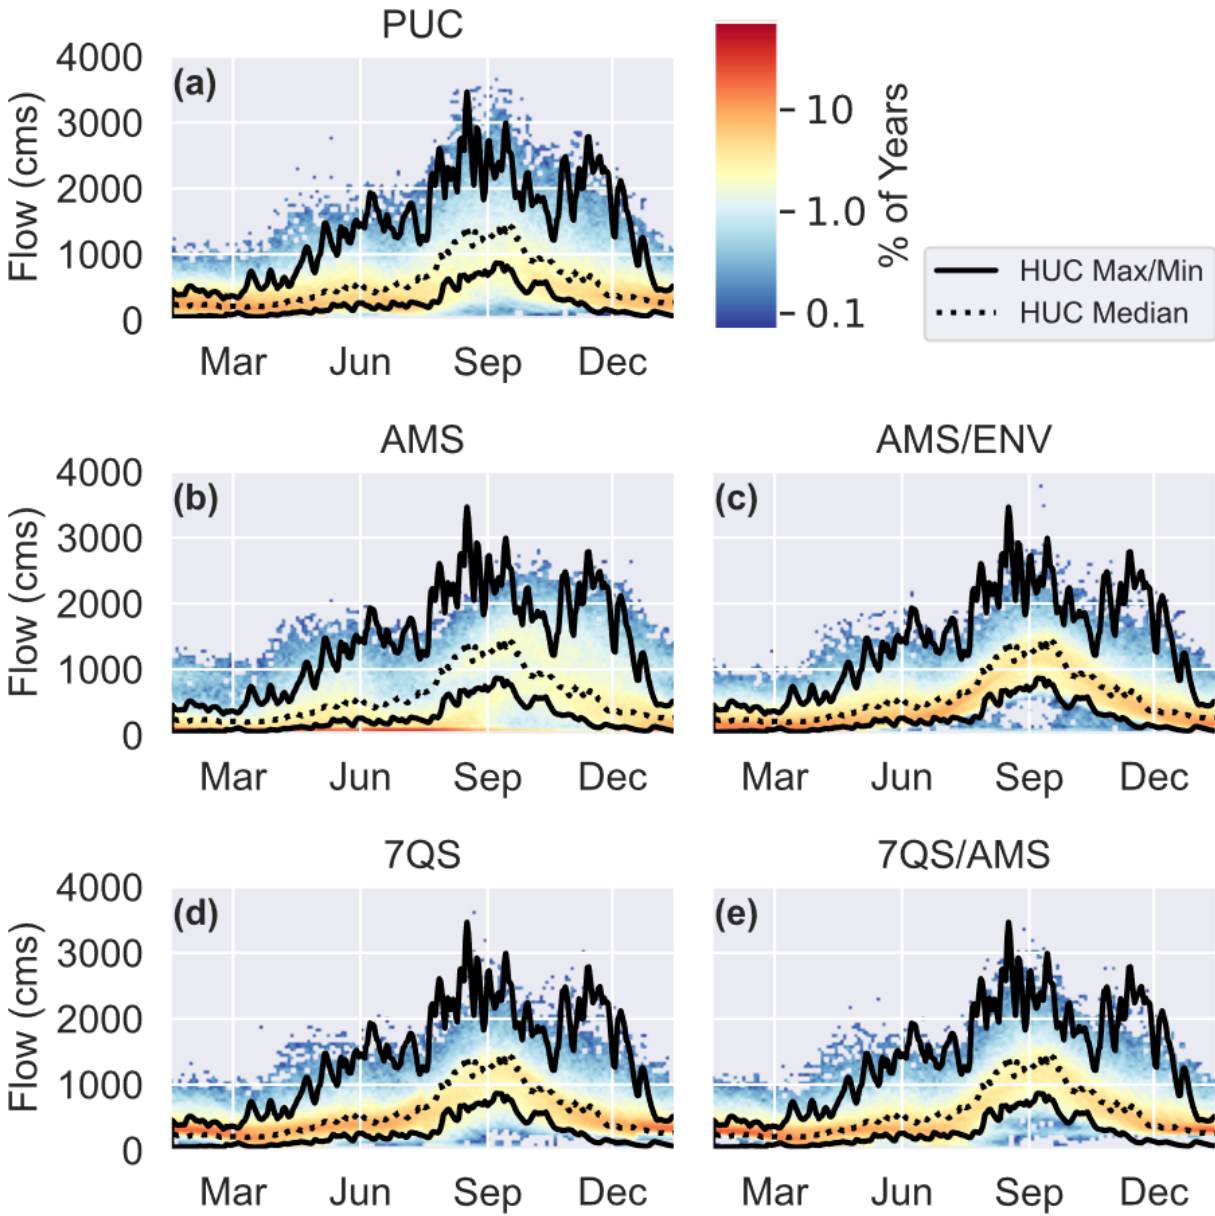 PUC
4000
3000
2000
1000
0
Flow (cms)
(a)
Mar Jun Sep Dec
10
1.0
0.1
% of Years
HUC Max/Min
HUC Median
AMS
4000
3000
2000
1000
0
Flow (cms)
(b)
Mar Jun Sep Dec
AMS/ENV
(c)
Mar Jun Sep Dec
7QS
4000
3000
2000
1000
0
Flow (cms)
(d)
Mar Jun Sep Dec
7QS/AMS
(e)
Mar Jun Sep Dec